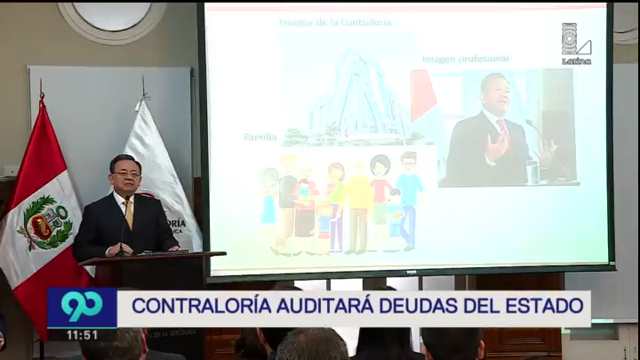 Imagen de la Contraloría
Imagen profesional
Familia
Latina
90
CONTRALORÍA AUDITARÁ DEUDAS DEL ESTADO
11:51